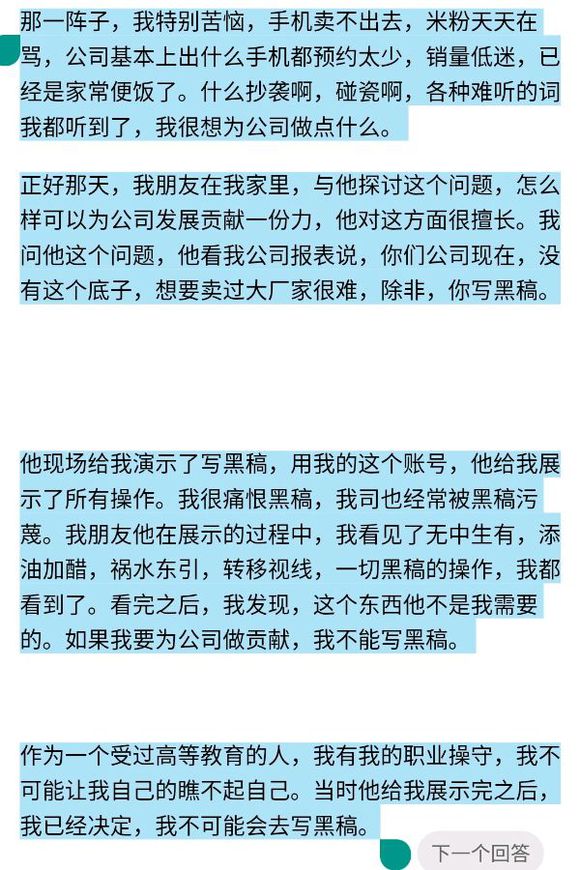 那一阵子，我特别苦恼，手机卖不出去，米粉天天在
骂，公司基本上出什么手机都预约太少，销量低迷，已
经是家常便饭了。什么抄袭啊，碰瓷啊，各种难听的词
我都听到了，我很想为公司做点什么。
正好那天，我朋友在我家里，与他探讨这个问题，怎么
样可以为公司发展贡献一份力，他对这方面很擅长。我
问他这个问题，他看我公司报表说，你们公司现在，没
有这个底子，想要卖过大厂家很难，除非，你写黑稿。
他现场给我演示了写黑稿，用我的这个账号，他给我展
示了所有操作。我很痛恨黑稿，我司也经常被黑稿污
蔑。我朋友他在展示的过程中，我看见了无中生有，添
油加醋，祸水东引，转移视线，一切黑稿的操作，我都
看到了。看完之后，我发现，这个东西他不是我需要
的。如果我要为公司做贡献，我不能写黑稿。
作为一个受过高等教育的人，我有我的职业操守，我不
可能让我自己的瞧不起自己。当时他给我展示完之后，
我已经决定，我不可能会去写黑稿。
下一个回答